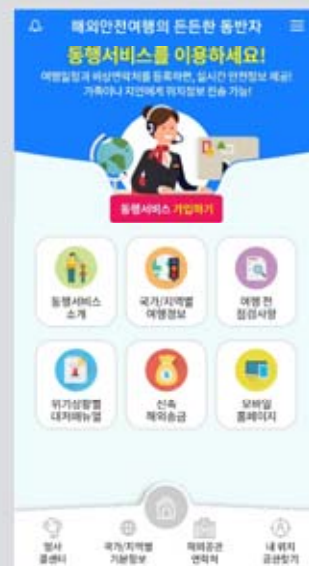 해외안전여행의 든든한 동반자
동행서비스를 이용하세요!
여행일정과 비상연락처를 등록하면, 실시간 안전정보 제공!
가족이나 지인에게 위치정보 전송 가능!
동행서비스 가입하기
동행서비스
소개
국가/지역별
여행정보
여행 전
점검사항
위기상황별
대처매뉴얼
신속
해외송금
모바일
홈페이지
영사
콜센터
국가/지역별
기본정보
재외공관
연락처
내 위치
공관찾기